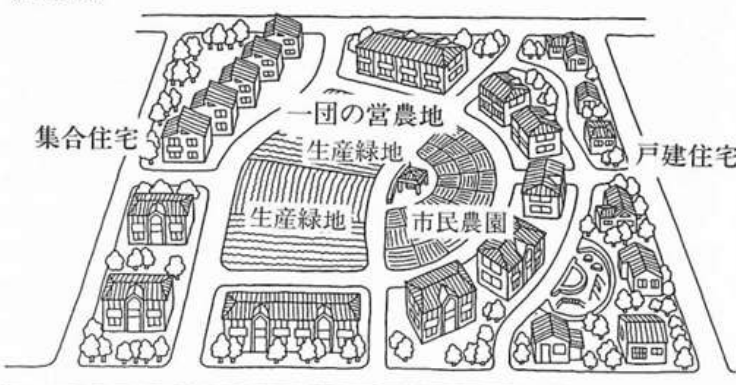 一団の営農地
集合住宅
生産緑地
戸建住宅
生産緑地
市民農園